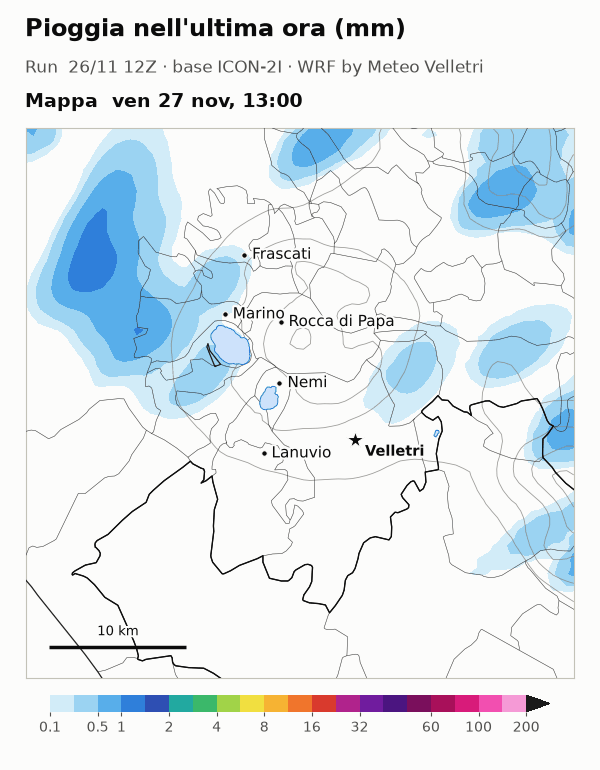 Pioggia nell'ultima ora (mm)
Run 26/11 12Z · base ICON-2I · WRF by Meteo Velletri
Mappa ven 27 nov, 13:00
Frascati
Marino
Rocca di Papa
Nemi
Velletri
Lanuvio
10 km
0.1 0.5 1 2 4 8 16 32 60 100 200